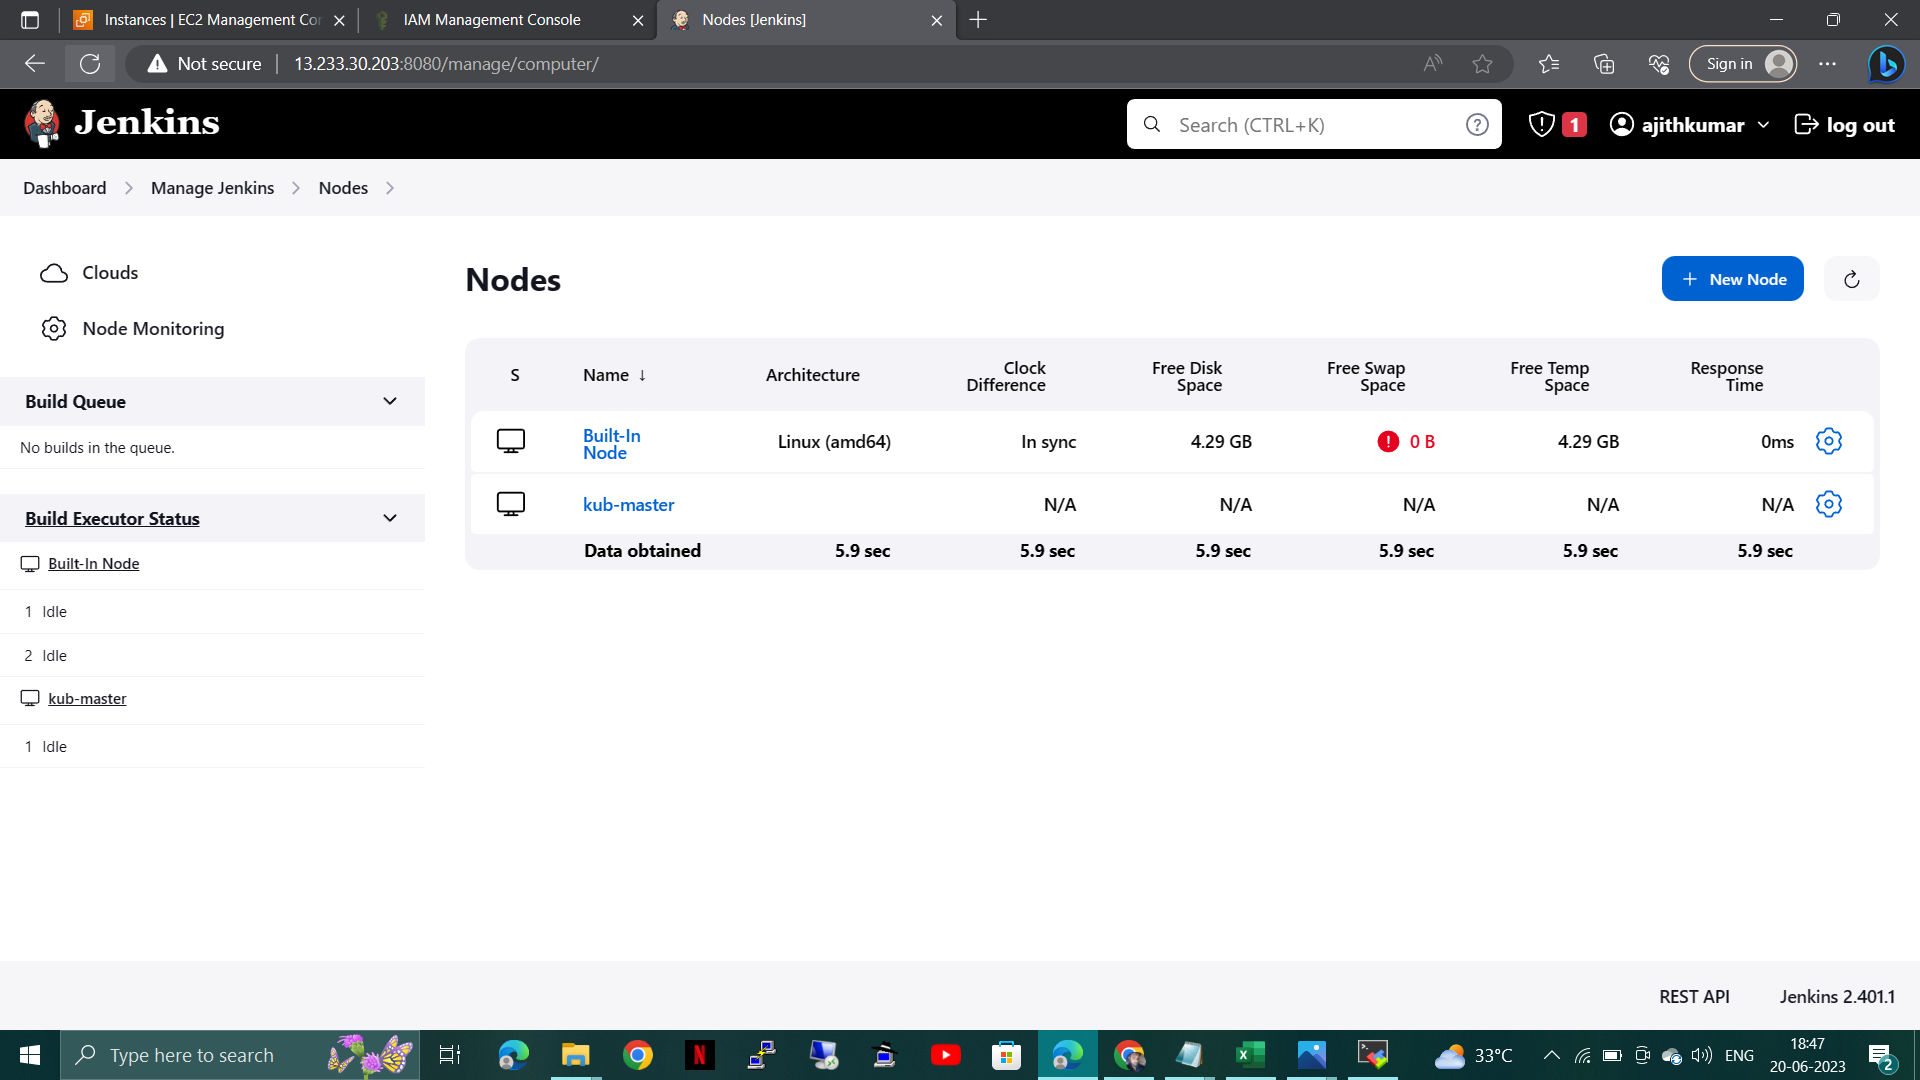 Instances | EC2 Management Co
IAM Management Console
Nodes [Jenkins]
Not secure
13.233.30.203:8080/manage/computer/
Sign in
Jenkins
Search (CTRL+K)
1
ajithkumar
log out
Dashboard
Manage Jenkins
Nodes
Clouds
Node Monitoring
Build Queue
No builds in the queue.
Build Executor Status
Built-In Node
1 Idle
2 Idle
kub-master
1 Idle
Nodes
+ New Node
S Name ↓ Architecture Clock Difference Free Disk Space Free Swap Space Free Temp Space Response Time
Built-In Node Linux (amd64) In sync 4.29 GB 0 B 4.29 GB 0ms
kub-master N/A N/A N/A N/A N/A
Data obtained 5.9 sec 5.9 sec 5.9 sec 5.9 sec 5.9 sec 5.9 sec
REST API
Jenkins 2.401.1
Type here to search
33°C
ENG
18:47
20-06-2023
2